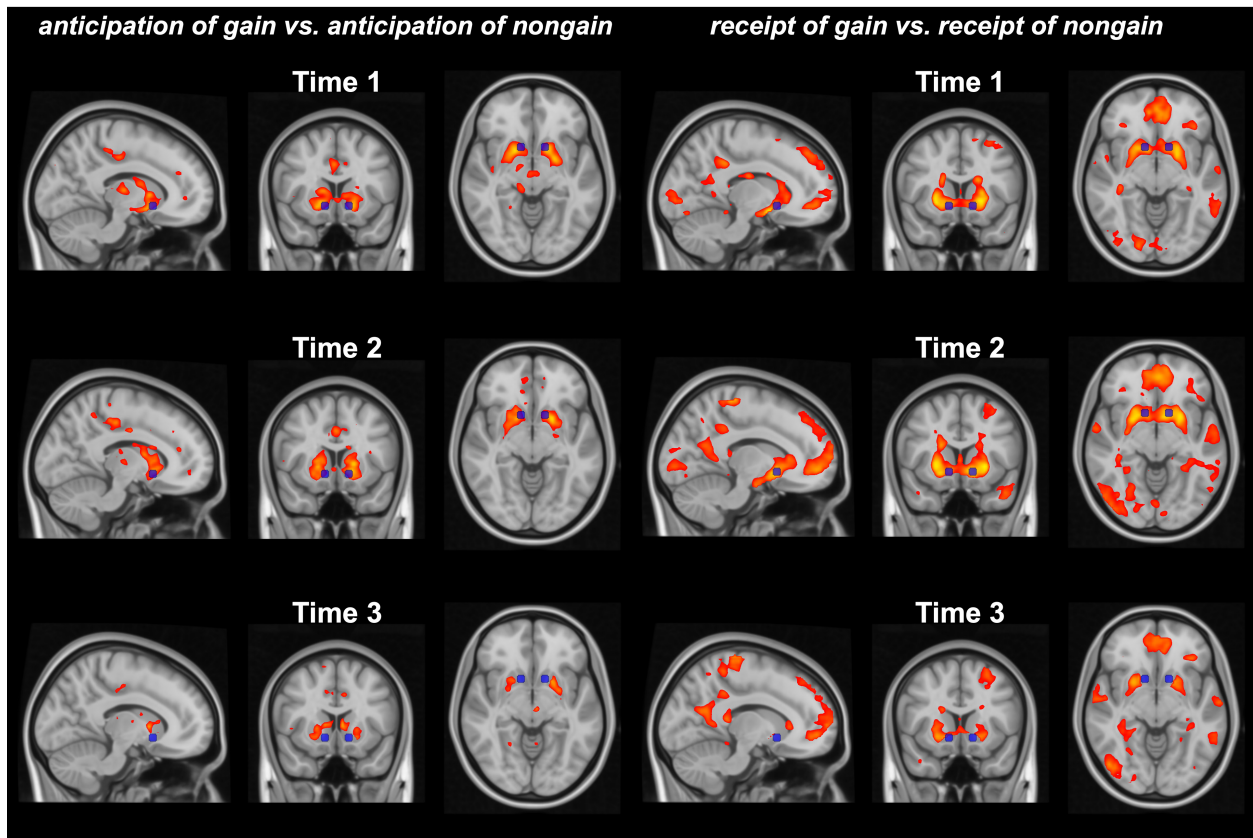 anticipation of gain vs. anticipation of nongain
receipt of gain vs. receipt of nongain
Time 1
Time 1
Time 2
Time 2
Time 3
Time 3